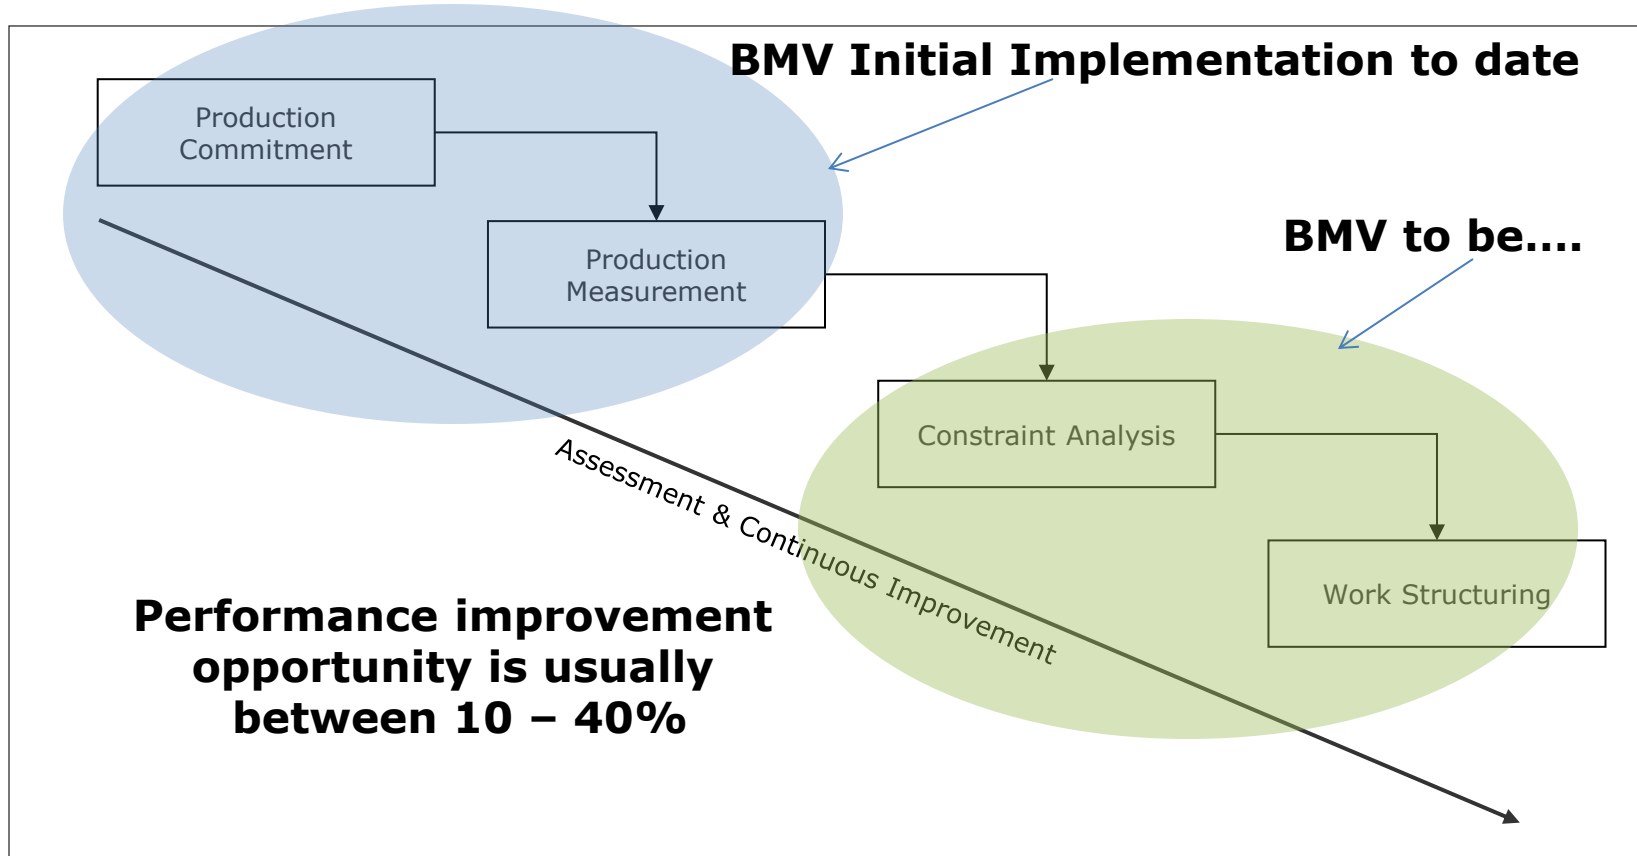 BMV Initial Implementation to date
Production
Commitment
BMV to be....
Production
Measurement
Constraint Analysis
Assessment & Continuous Improvement
Work Structuring
Performance improvement
opportunity is usually
between 10 – 40%